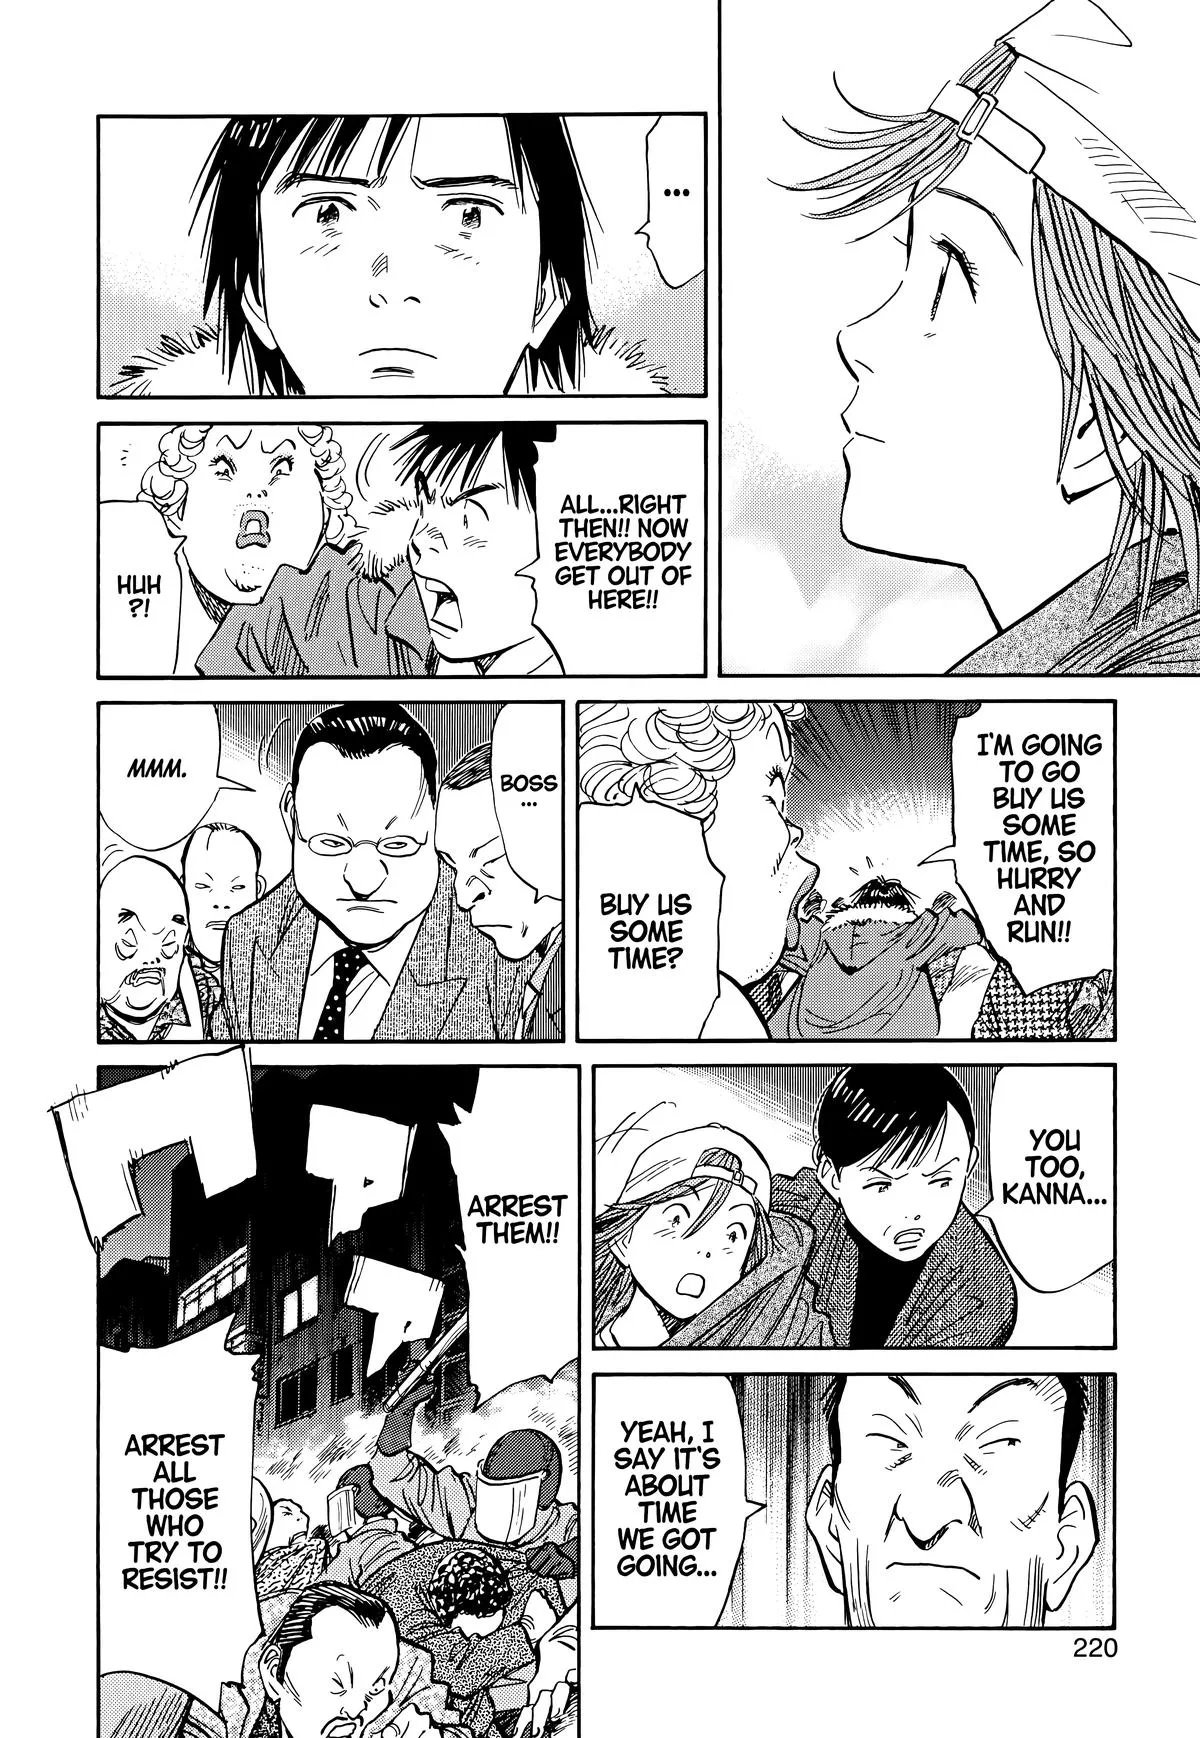 ...
ALL...RIGHT
THEN!! NOW
EVERYBODY
GET OUT OF
HERE!!
HUH
?!
I'M GOING
TO GO
BUY US
SOME
TIME, SO
HURRY
AND
RUN!!
BUY US
SOME
TIME?
BOSS
...
MMM.
YOU
TOO,
KANNA...
YEAH, I
SAY IT'S
ABOUT
TIME
WE GOT
GOING...
ARREST
THEM!!
ARREST
ALL
THOSE
WHO
TRY TO
RESIST!!
220